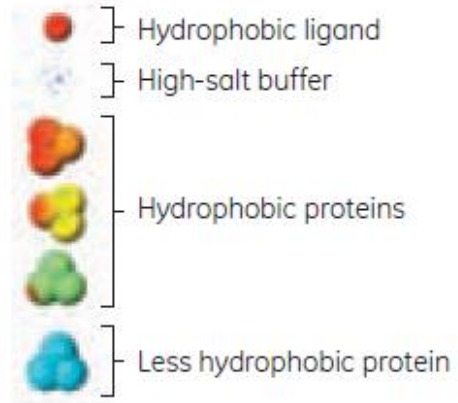 Hydrophobic ligand
High-salt buffer
Hydrophobic proteins
Less hydrophobic protein